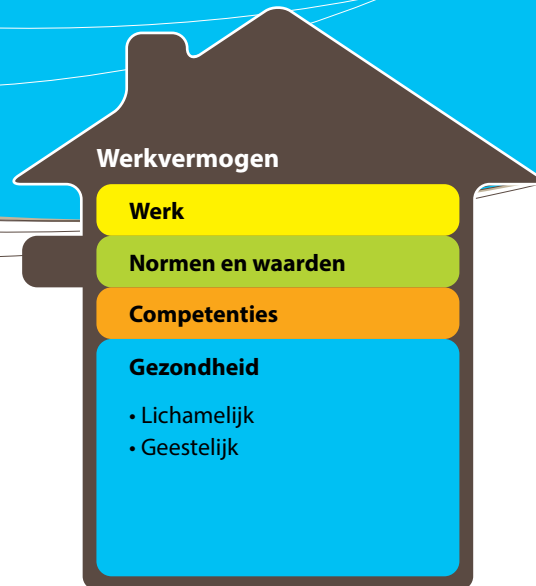 Werkvermogen
Werk
Normen en waarden
Competenties
Gezondheid
• Lichamelijk
• Geestelijk